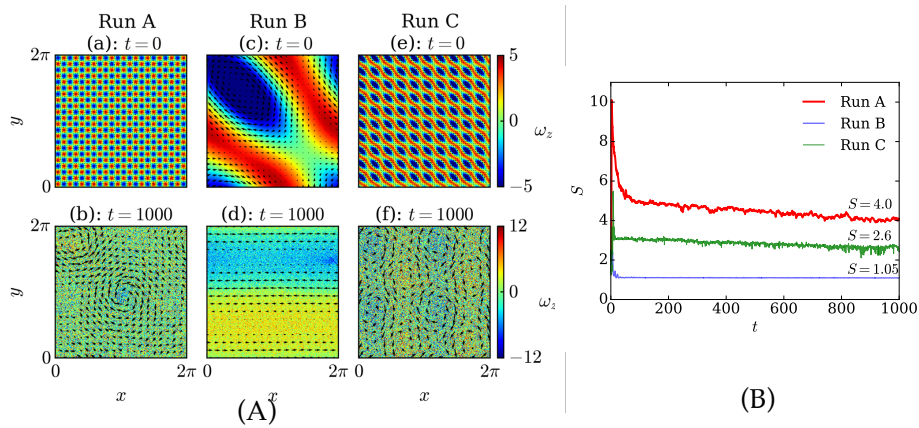 Run A Run B Run C
(a): t = 0 (c): t = 0 (e): t = 0
2π
y
0
5
0
−5
ω_z
(b): t = 1000 (d): t = 1000 (f): t = 1000
2π
y
0
12
0
−12
ω_z
0 2π 0 2π 0 2π
x x x
(A)
10
8
6
4
2
0
S
Run A
Run B
Run C
S = 4.0
S = 2.6
S = 1.05
0 200 400 600 800 1000
t
(B)